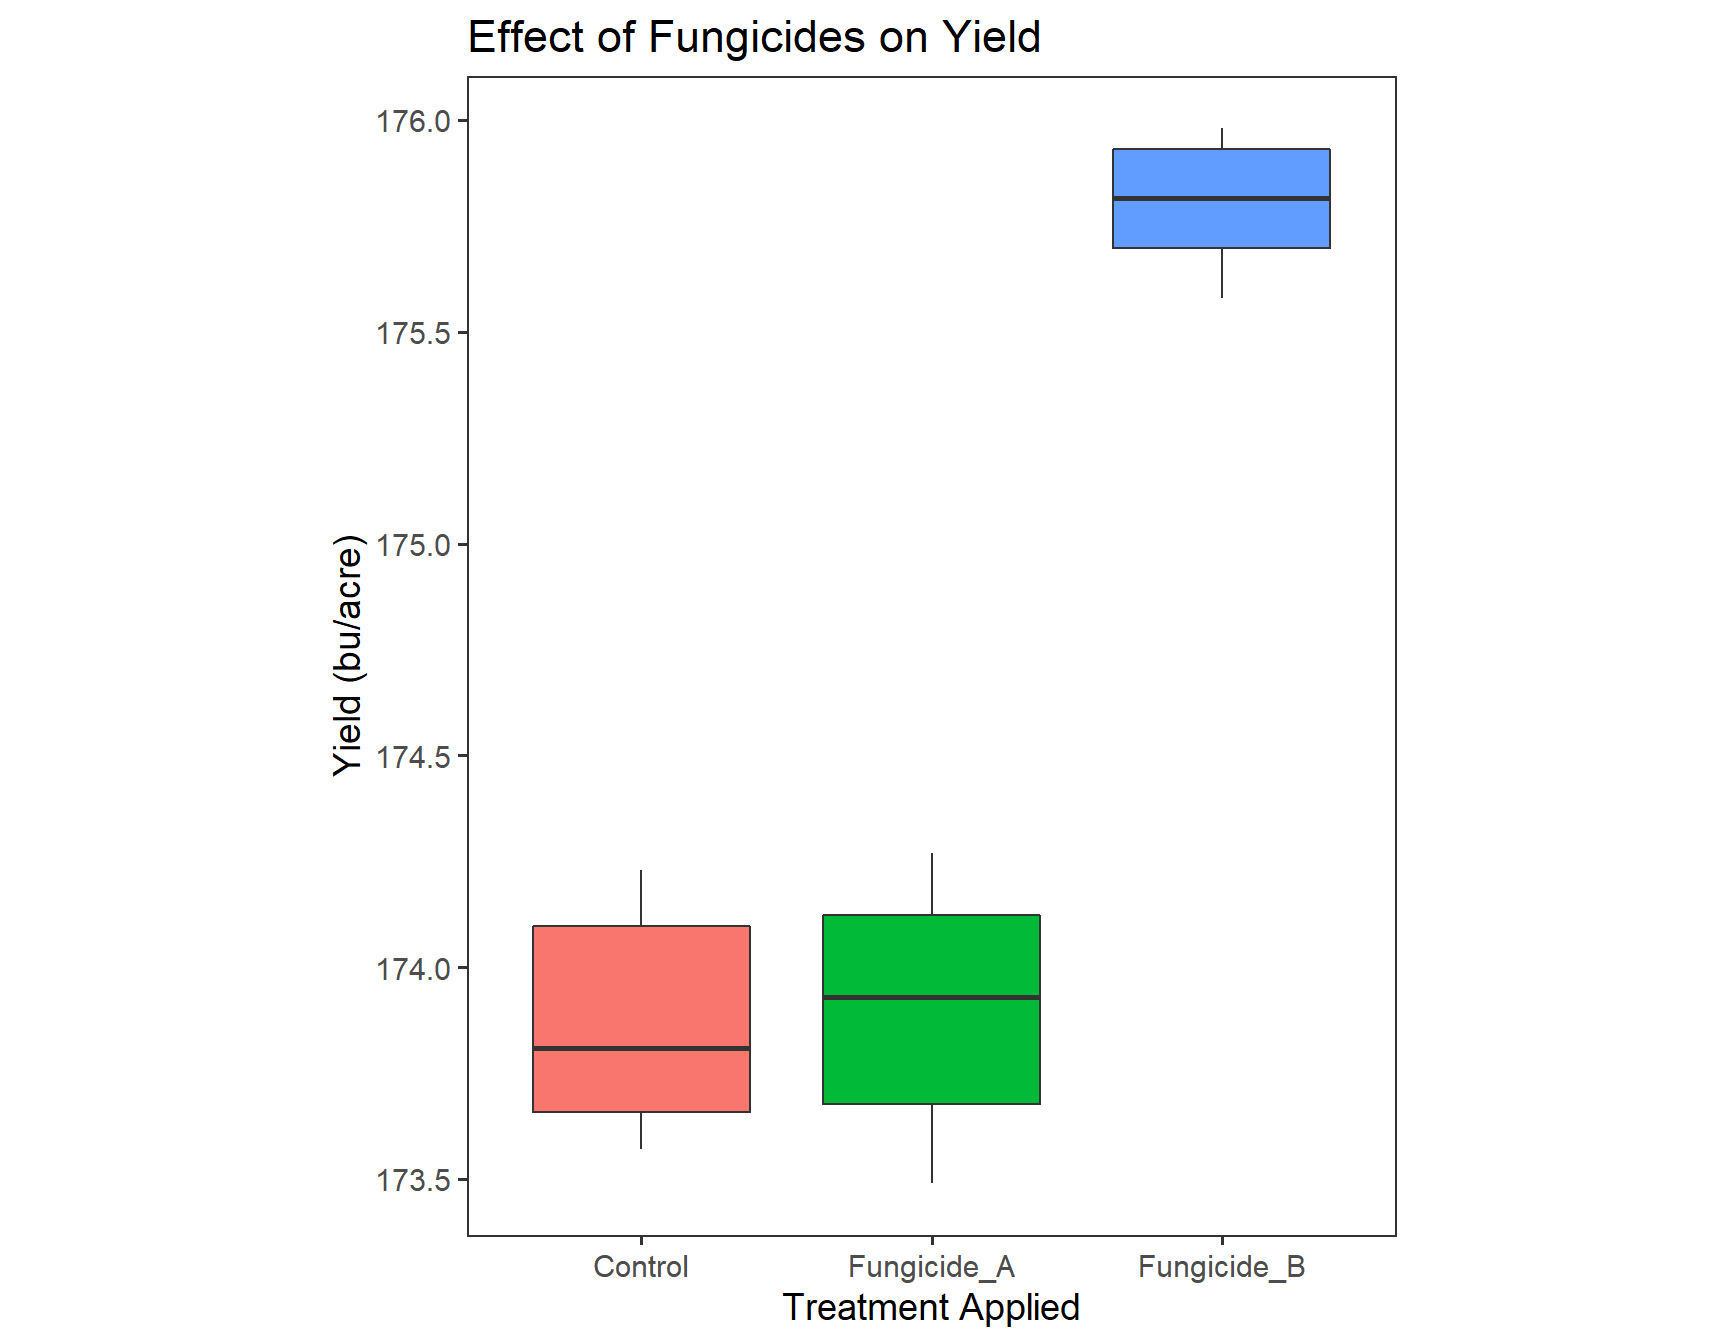 Effect of Fungicides on Yield
176.0
175.5
175.0
174.5
174.0
173.5
Yield (bu/acre)
Control Fungicide_A Fungicide_B
Treatment Applied